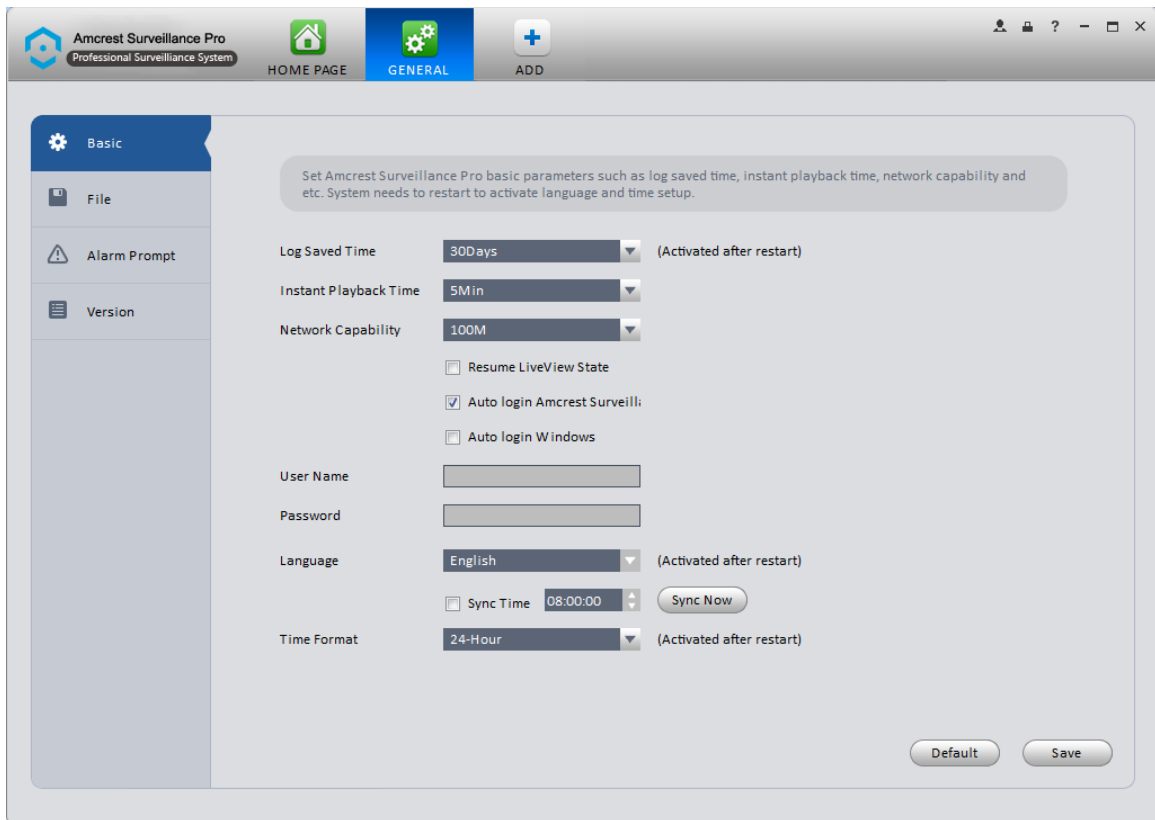 Amcrest Surveillance Pro
Professional Surveilliance System
HOME PAGE
GENERAL
ADD
?
Basic
File
Alarm Prompt
Version
Set Amcrest Surveillance Pro basic parameters such as log saved time, instant playback time, network capability and
etc. System needs to restart to activate language and time setup.
Log Saved Time 30Days (Activated after restart)
Instant Playback Time 5Min
Network Capability 100M
Resume LiveView State
Auto login Amcrest Surveill
Auto login Windows
User Name
Password
Language English (Activated after restart)
Sync Time 08:00:00 Sync Now
Time Format 24-Hour (Activated after restart)
Default Save